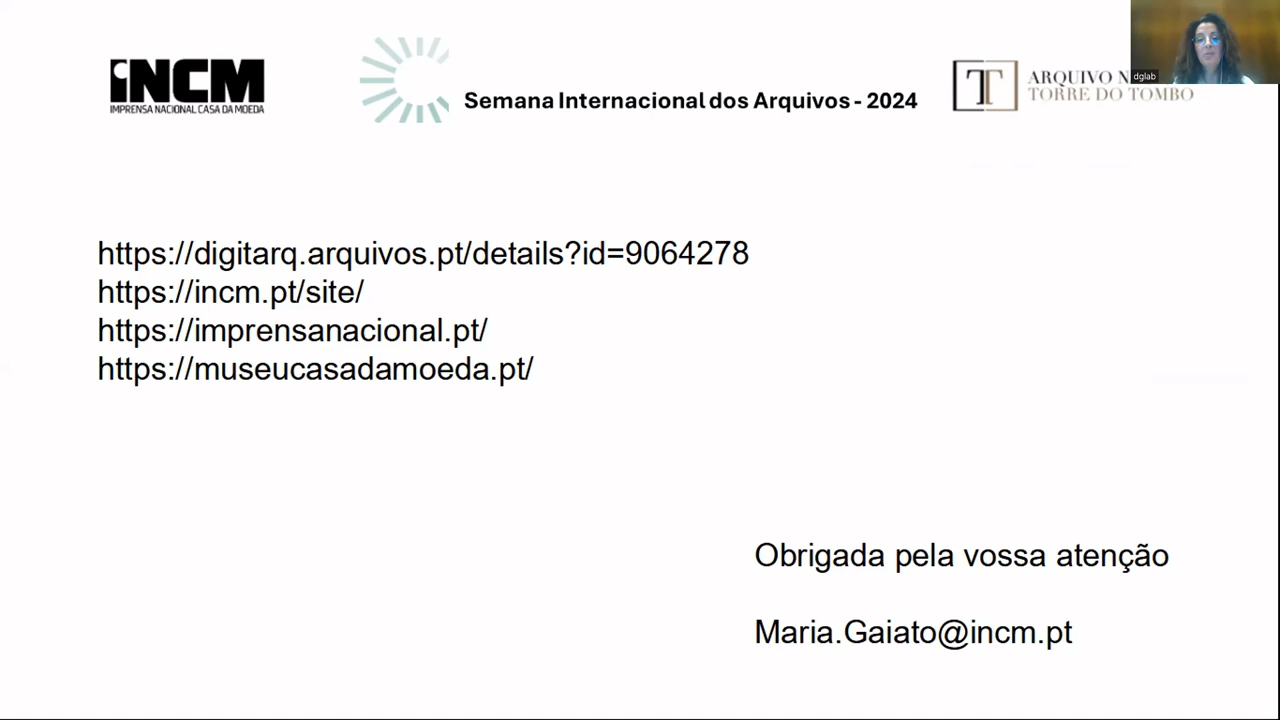 iNCM
IMPRENSA NACIONAL CASA DA MOEDA
Semana Internacional dos Arquivos - 2024
TT
ARQUIVO N
TORRE DO TOMBO
dglab
https://digitarq.arquivos.pt/details?id=9064278
https://incm.pt/site/
https://imprensanacional.pt/
https://museucasadamoeda.pt/
Obrigada pela vossa atenção
Maria.Gaiato@incm.pt